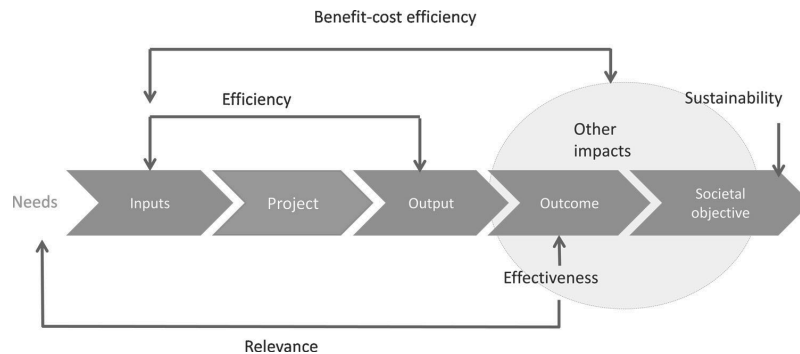 Benefit-cost efficiency
Efficiency
Sustainability
Other
impacts
Needs
Inputs
Project
Output
Outcome
Societal
objective
Effectiveness
Relevance